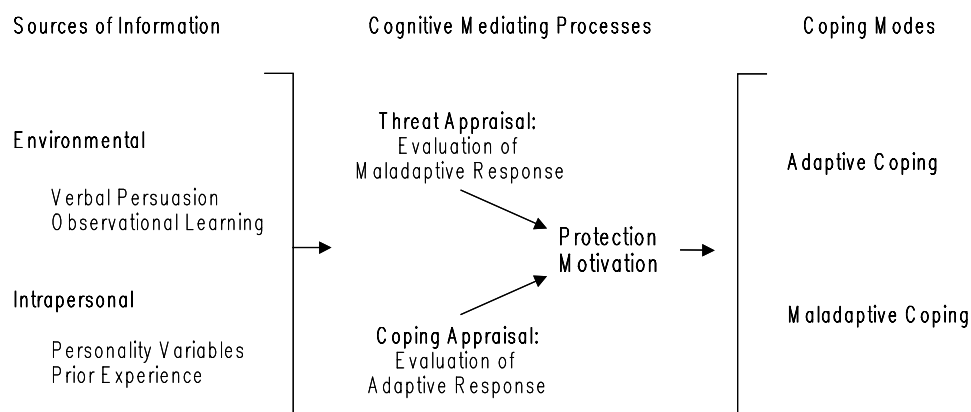 Sources of Information
Cognitive Mediating Processes
Coping Modes
Environmental
Verbal Persuasion
Observational Learning
Intrapersonal
Personality Variables
Prior Experience
Threat Appraisal:
Evaluation of
Maladaptive Response
Coping Appraisal:
Evaluation of
Adaptive Response
Protection
Motivation
Adaptive Coping
Maladaptive Coping